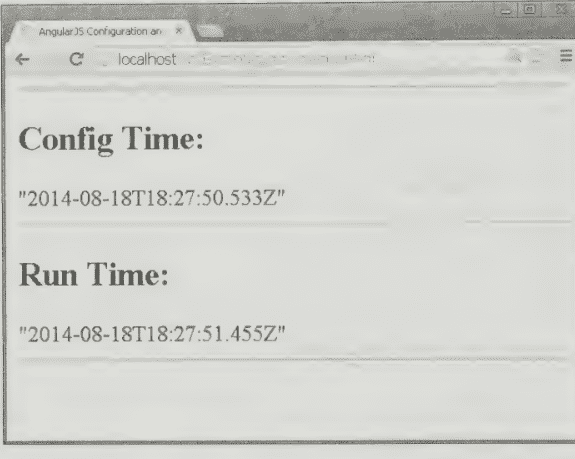 AngularJS Configuration an
localhost
Config Time:
"2014-08-18T18:27:50.533Z"
Run Time:
"2014-08-18T18:27:51.455Z"